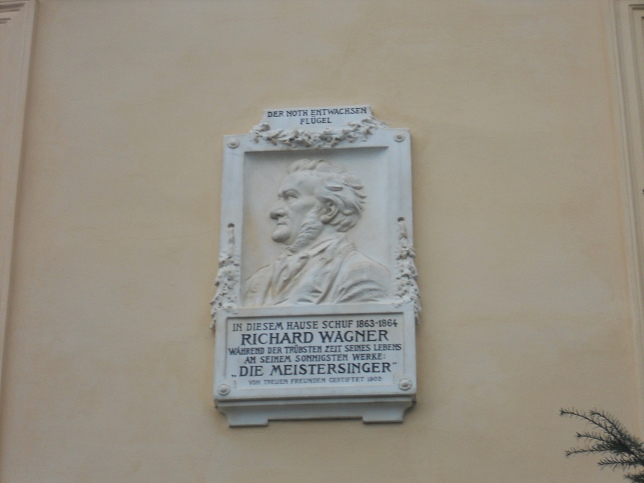 DER NOTH ENTWACHSEN
FLÜGEL
IN DIESEM HAUSE SCHUF 1863-1864
RICHARD WAGNER
WÄHREND DER TRÜBSTEN ZEIT SEINES LEBENS
AN SEINEM SONNIGSTEN WERKE:
„DIE MEISTERSINGER“
VON TREUEN FREUNDEN GESTIFTET